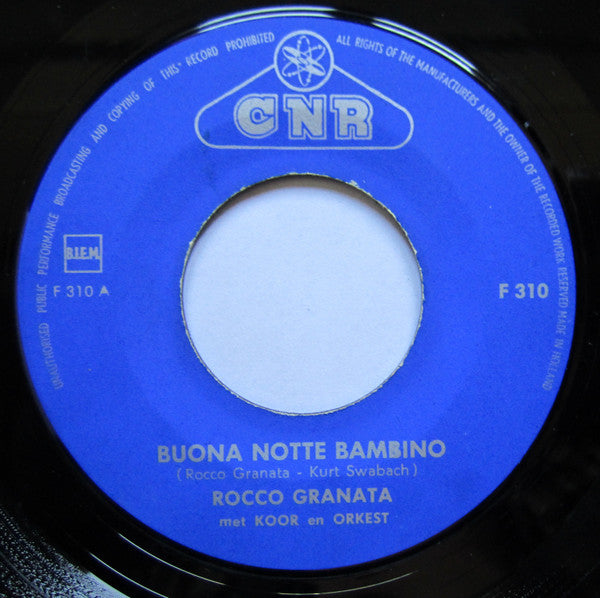 UNAUTHORISED PUBLIC PERFORMANCE BROADCASTING AND COPYING OF THIS RECORD PROHIBITED
ALL RIGHTS OF THE MANUFACTURERS AND THE OWNER OF THE RECORDED WORK RESERVED MADE IN HOLLAND
CNR
B.I.E.M.
F 310 A
F 310
BUONA NOTTE BAMBINO
(Rocco Granata - Kurt Swabach)
ROCCO GRANATA
met KOOR en ORKEST